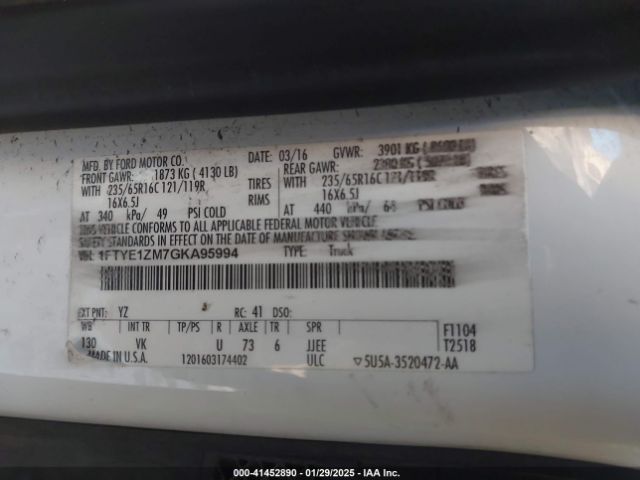 MFD. BY FORD MOTOR CO.
DATE: 03/16 GVWR: 3901 KG
FRONT GAWR: 1873 KG ( 4130 LB)
REAR GAWR: KG
WITH 235/65R16C 121/119R TIRES
WITH 235/65R16C 121/119R
16X6.5J RIMS
16X6.5J
AT 340 kPa/ 49 PSI COLD
AT 440 kPa/ PSI COLD
THIS VEHICLE CONFORMS TO ALL APPLICABLE FEDERAL MOTOR VEHICLE
SAFETY STANDARDS IN EFFECT ON THE DATE OF MANUFACTURE SHOWN ABOVE.
VIN: 1FTYE1ZM7GKA95994 TYPE: Truck
EXT PNT: YZ RC: 41 DSO:
WB INT TR TP/PS R AXLE TR SPR F1104
130 VK U 73 6 JJEE T2518
MADE IN U.S.A. 1201603174402 ULC ▽5U5A-3520472-AA
© 41452890 - 01/29/2025 - IAAI.COM